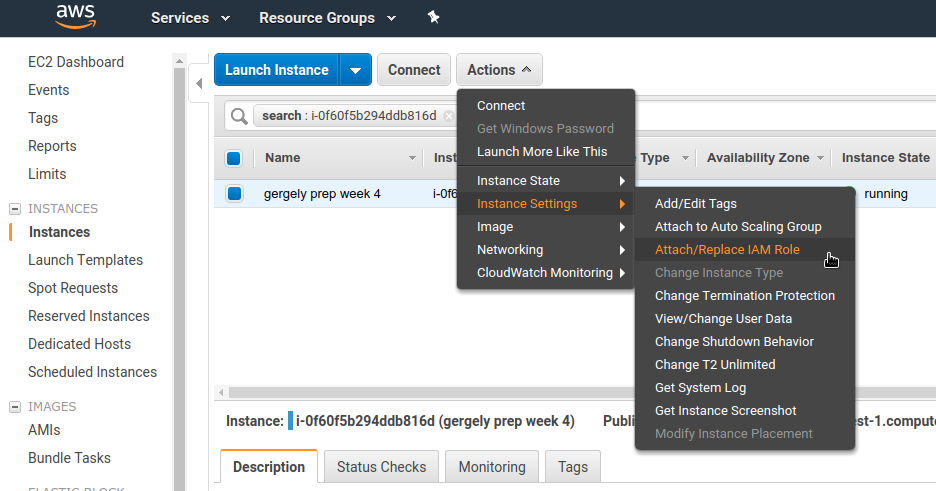 aws Services Resource Groups
EC2 Dashboard
Events
Tags
Reports
Limits
INSTANCES
Instances
Launch Templates
Spot Requests
Reserved Instances
Dedicated Hosts
Scheduled Instances
IMAGES
AMIs
Bundle Tasks
ELASTIC BLOCK
Launch Instance Connect Actions
search : i-0f60f5b294ddb816d
Name Inst Type Availability Zone Instance State
gergely prep week 4 i-0f6 running
Connect
Get Windows Password
Launch More Like This
Instance State
Instance Settings
Image
Networking
CloudWatch Monitoring
Add/Edit Tags
Attach to Auto Scaling Group
Attach/Replace IAM Role
Change Instance Type
Change Termination Protection
View/Change User Data
Change Shutdown Behavior
Change T2 Unlimited
Get System Log
Get Instance Screenshot
Modify Instance Placement
Instance: i-0f60f5b294ddb816d (gergely prep week 4) Publi est-1.compute
Description Status Checks Monitoring Tags